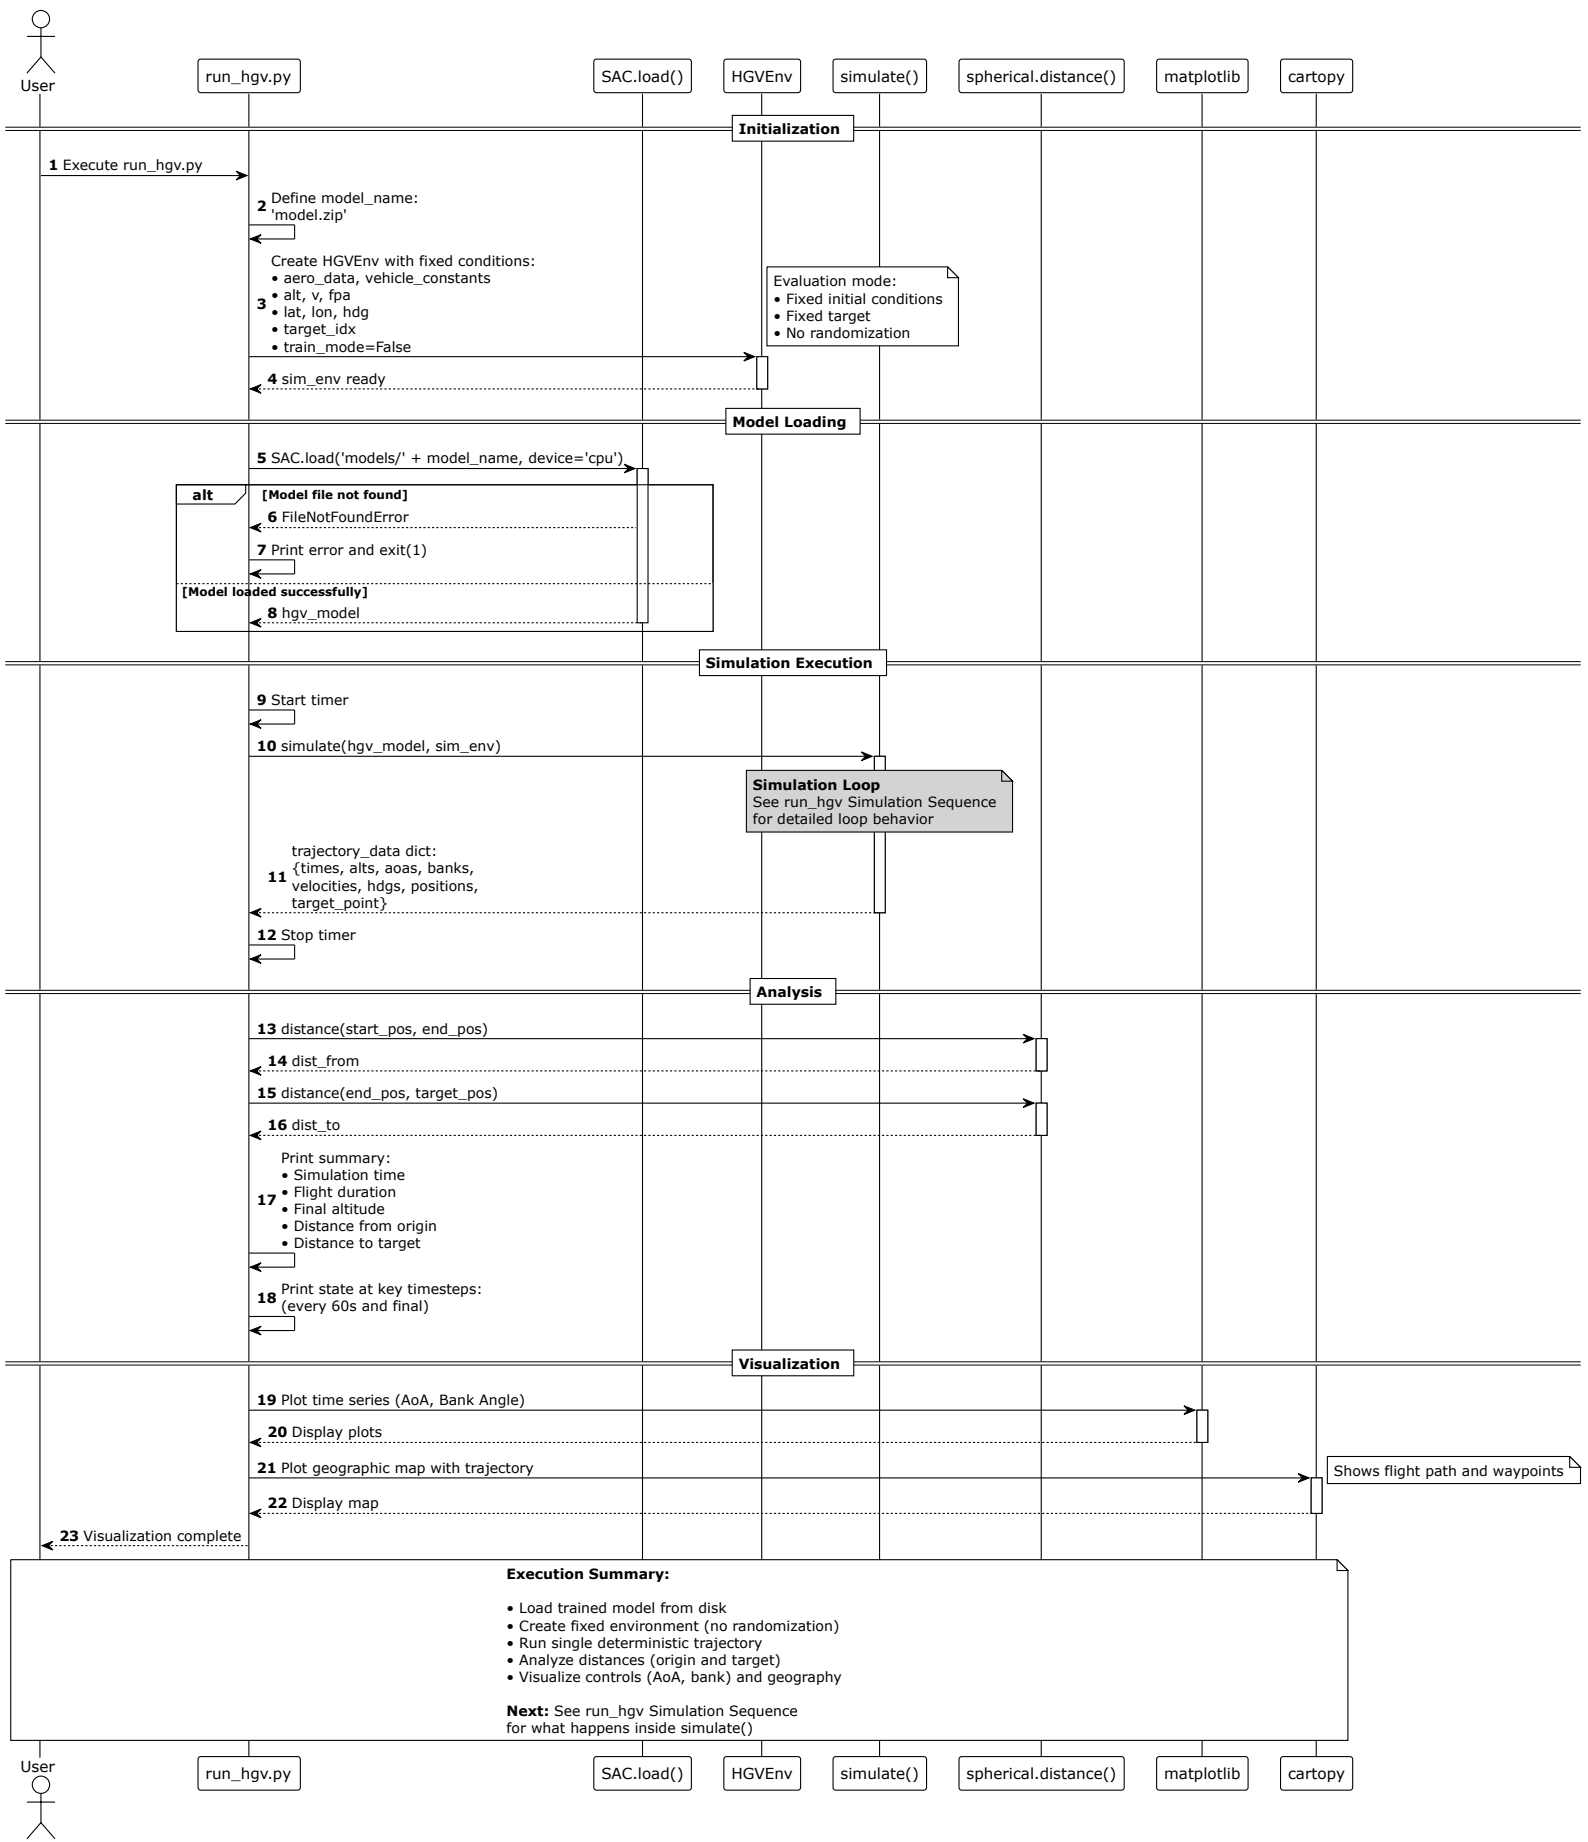 User
run_hgv.py
SAC.load()
HGVEnv
simulate()
spherical.distance()
matplotlib
cartopy
Initialization
1 Execute run_hgv.py
2 Define model_name:
'model.zip'
Create HGVEnv with fixed conditions:
• aero_data, vehicle_constants
3 • alt, v, fpa
• lat, lon, hdg
• target_idx
• train_mode=False
Evaluation mode:
• Fixed initial conditions
• Fixed target
• No randomization
4 sim_env ready
Model Loading
5 SAC.load('models/' + model_name, device='cpu')
alt [Model file not found]
6 FileNotFoundError
7 Print error and exit(1)
[Model loaded successfully]
8 hgv_model
Simulation Execution
9 Start timer
10 simulate(hgv_model, sim_env)
Simulation Loop
See run_hgv Simulation Sequence
for detailed loop behavior
trajectory_data dict:
{times, alts, aoas, banks,
11 velocities, hdgs, positions,
target_point}
12 Stop timer
Analysis
13 distance(start_pos, end_pos)
14 dist_from
15 distance(end_pos, target_pos)
16 dist_to
Print summary:
• Simulation time
17 • Flight duration
• Final altitude
• Distance from origin
• Distance to target
18 Print state at key timesteps:
(every 60s and final)
Visualization
19 Plot time series (AoA, Bank Angle)
20 Display plots
21 Plot geographic map with trajectory
Shows flight path and waypoints
22 Display map
23 Visualization complete
Execution Summary:
• Load trained model from disk
• Create fixed environment (no randomization)
• Run single deterministic trajectory
• Analyze distances (origin and target)
• Visualize controls (AoA, bank) and geography
Next: See run_hgv Simulation Sequence
for what happens inside simulate()
User
run_hgv.py
SAC.load()
HGVEnv
simulate()
spherical.distance()
matplotlib
cartopy